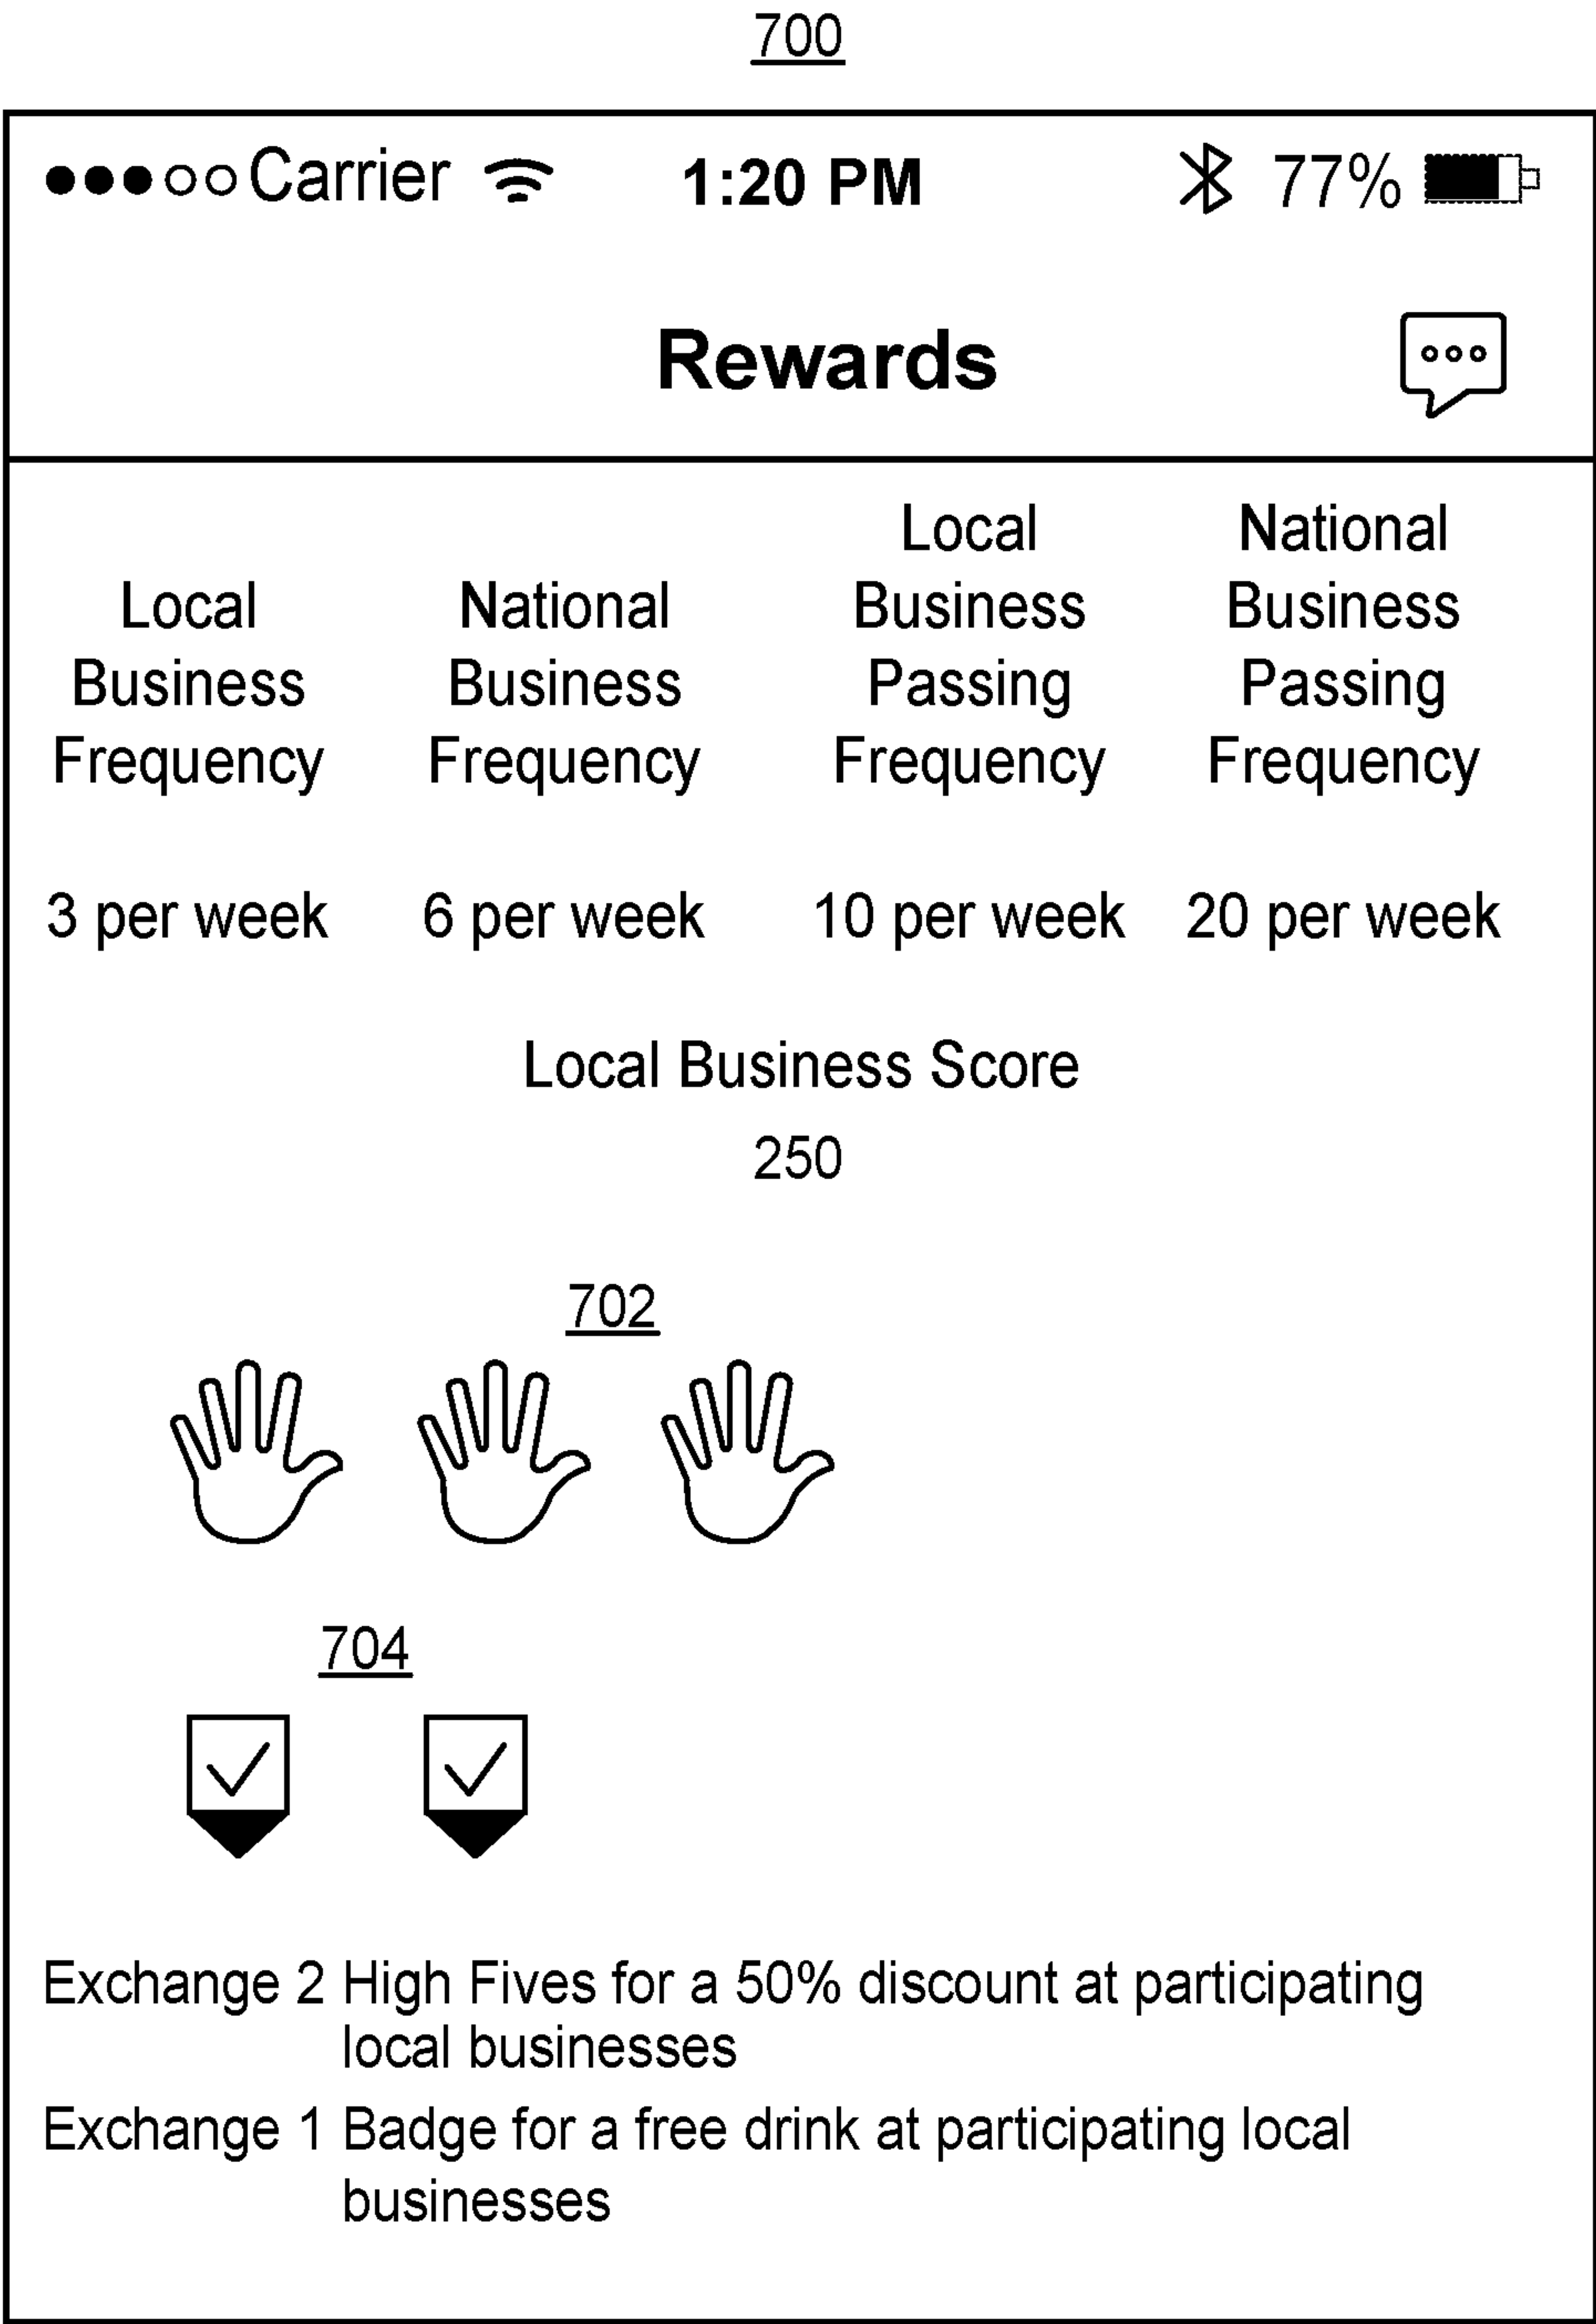 700
Carrier 1:20 PM 77%
Rewards
Local Business Frequency
National Business Frequency
Local Business Passing Frequency
National Business Passing Frequency
3 per week 6 per week 10 per week 20 per week
Local Business Score
250
702
704
Exchange 2 High Fives for a 50% discount at participating
local businesses
Exchange 1 Badge for a free drink at participating local
businesses